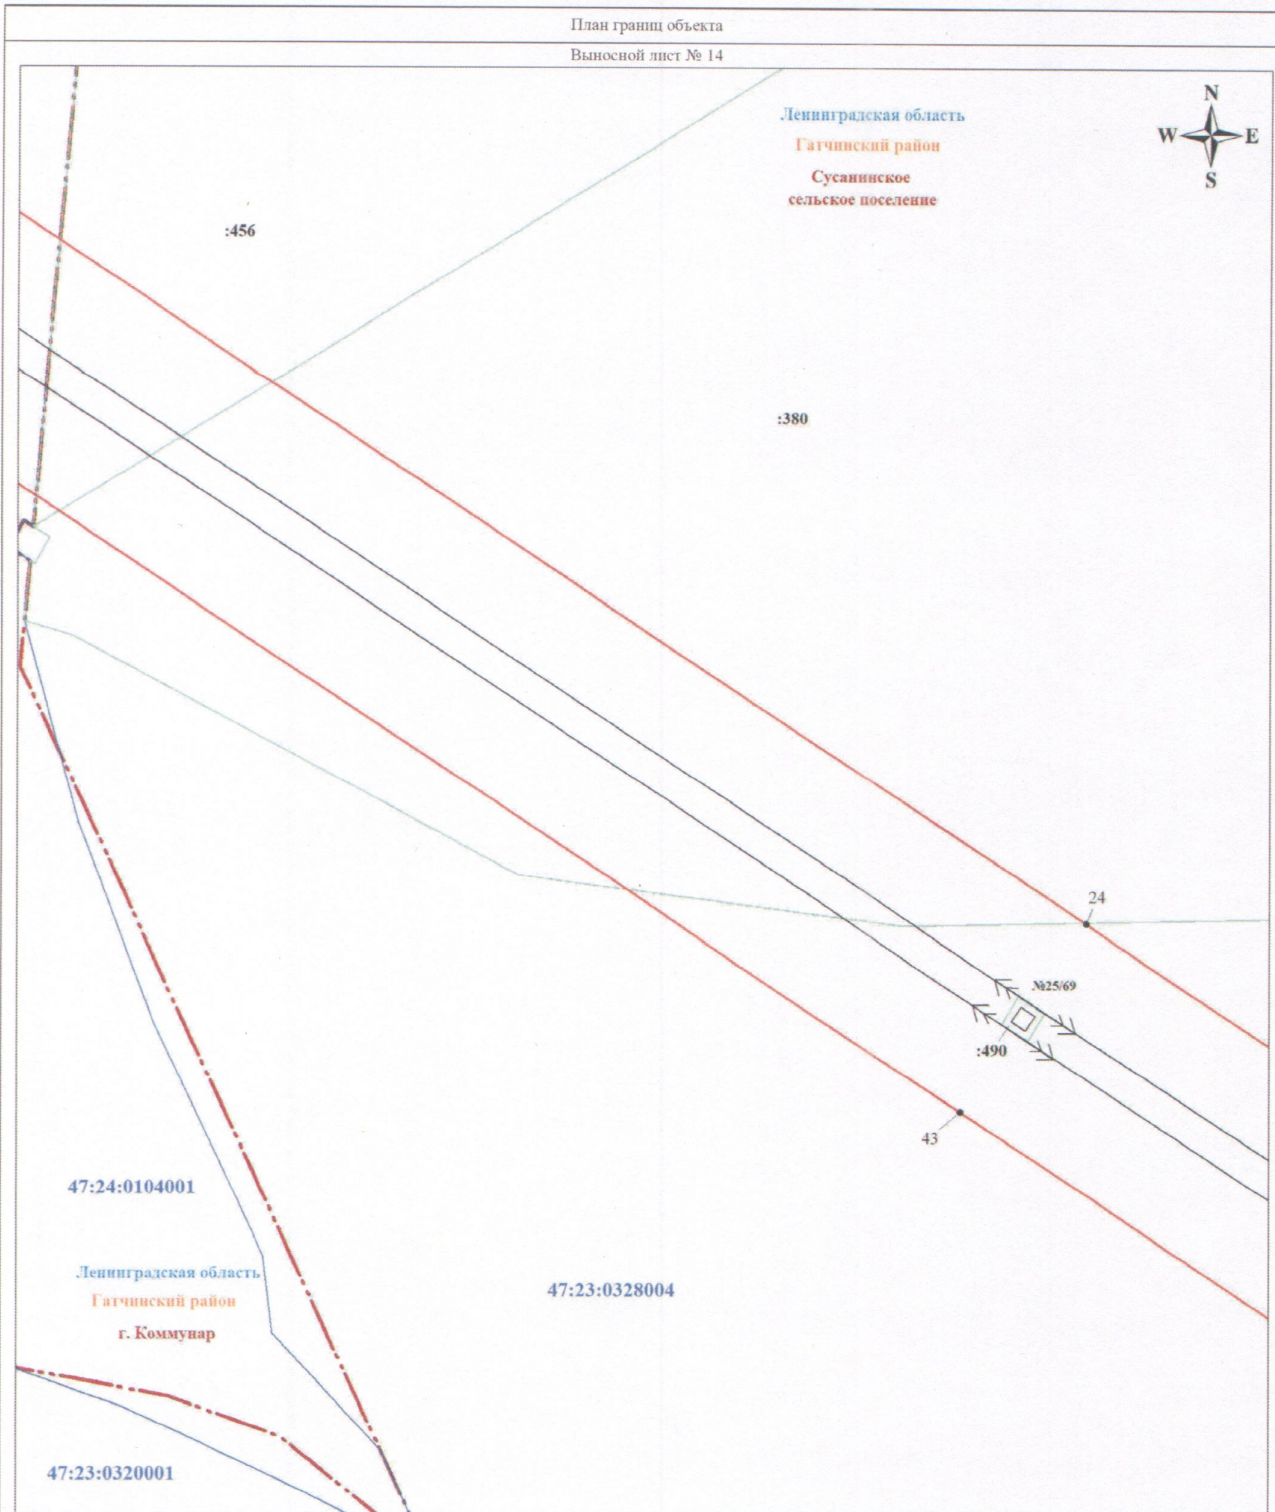 План границ объекта
Выносной лист № 14
N
W E
S
Ленинградская область
Гатчинский район
Сусанинское
сельское поселение
:456
:380
24
№25/69
:490
43
47:24:0104001
Ленинградская область
Гатчинский район
г. Коммунар
47:23:0328004
47:23:0320001